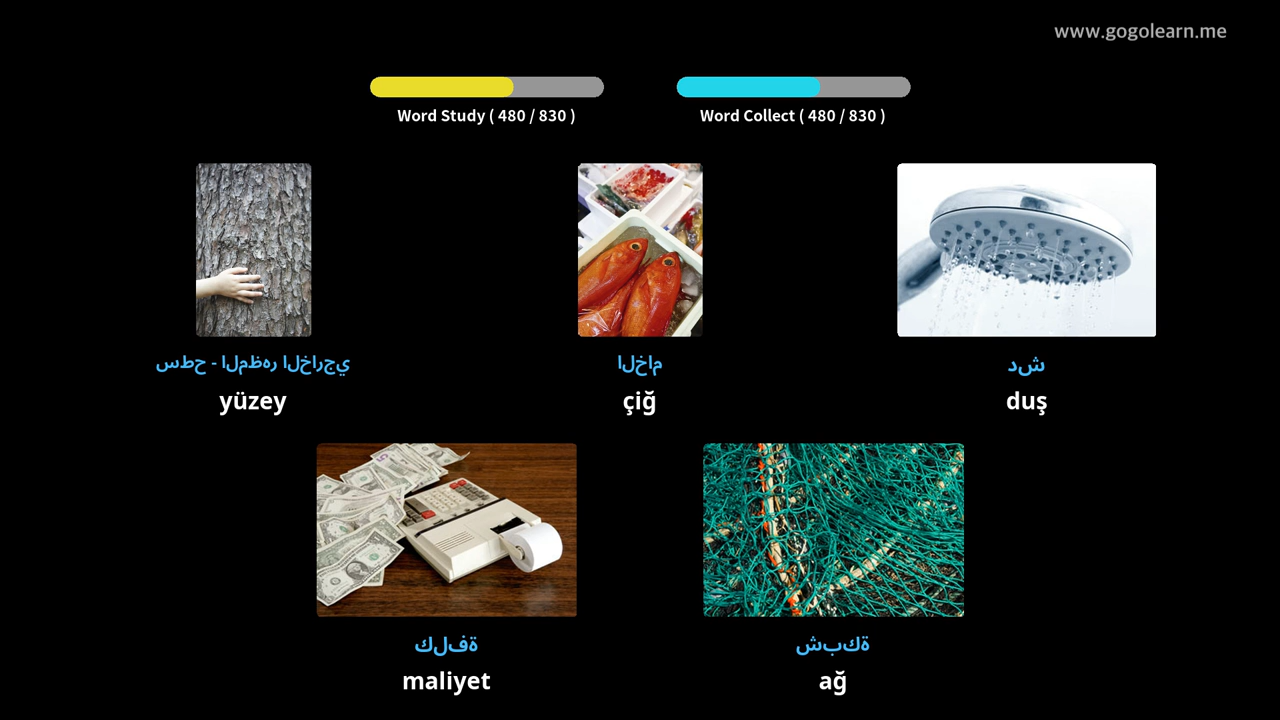 www.gogolearn.me
Word Study ( 480 / 830 )
Word Collect ( 480 / 830 )
سطح - المظهر الخارجي
yüzey
الخام
çiğ
دش
duş
كلفة
maliyet
شبكة
ağ